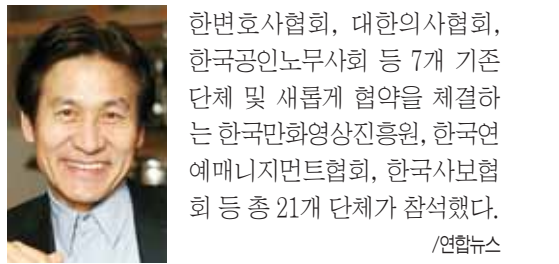 한변호사협회, 대한의사협회,
한국공인노무사회 등 7개 기존
단체 및 새롭게 협약을 체결하
는 한국만화영상진흥원, 한국연
예매니지먼트협회, 한국사보협
회 등 총 21개 단체가 참석했다.
/연합뉴스